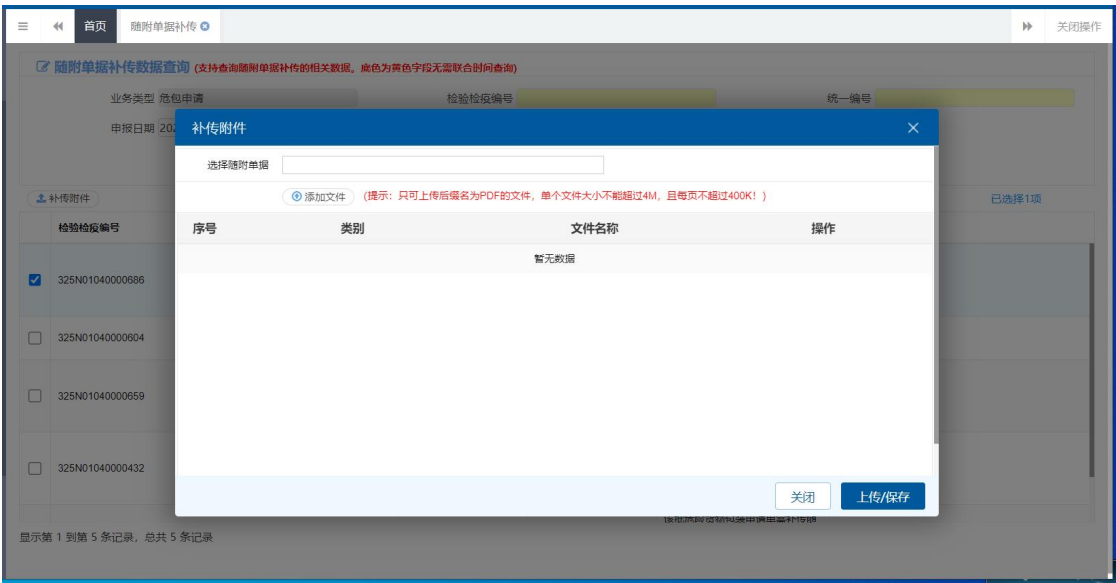 首页 随附单据补传 关闭操作
随附单据补传数据查询 (支持查询随附单据补传的相关数据。底色为黄色字段无需联合时间查询)
业务类型 危包申请 检验检疫编号 统一编号
申报日期 202
补传附件
选择随附单据
添加文件 (提示：只可上传后缀名为PDF的文件，单个文件大小不能超过4M，且每页不超过400K！)
补传附件 已选择1项
检验检疫编号
序号 类别 文件名称 操作
暂无数据
325N01040000686
325N01040000604
325N01040000659
325N01040000432
关闭 上传/保存
显示第 1 到第 5 条记录，总共 5 条记录